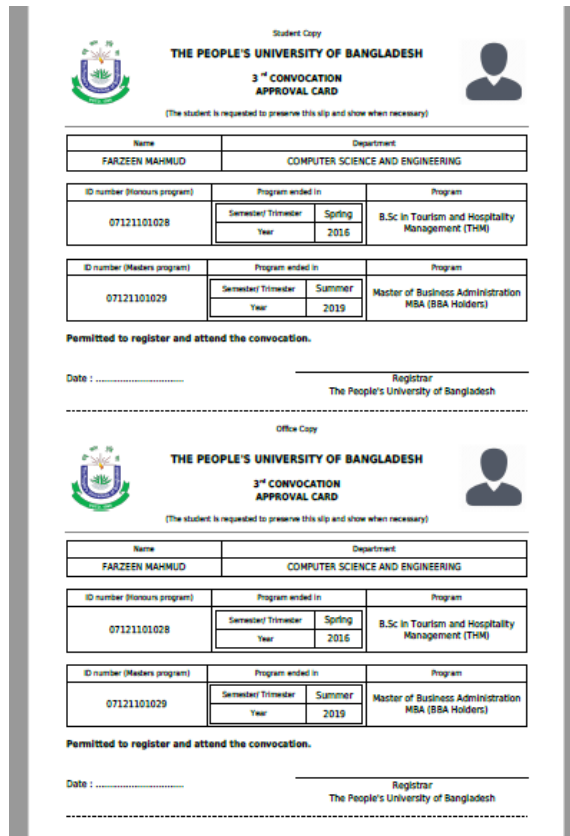 Student Copy
THE PEOPLE'S UNIVERSITY OF BANGLADESH
3 rd CONVOCATION
APPROVAL CARD
(The student is requested to preserve this slip and show when necessary)
Name Department
FARZEEN MAHMUD COMPUTER SCIENCE AND ENGINEERING
ID number (Honours program) Program ended in Program
07121101028 Semester/ Trimester Spring B.Sc in Tourism and Hospitality
Year 2016 Management (THM)
ID number (Masters program) Program ended in Program
07121101029 Semester/ Trimester Summer Master of Business Administration
Year 2019 MBA (BBA Holders)
Permitted to register and attend the convocation.
Date : ................................ Registrar
The People's University of Bangladesh
Office Copy
THE PEOPLE'S UNIVERSITY OF BANGLADESH
3rd CONVOCATION
APPROVAL CARD
(The student is requested to preserve this slip and show when necessary)
Name Department
FARZEEN MAHMUD COMPUTER SCIENCE AND ENGINEERING
ID number (Honours program) Program ended in Program
07121101028 Semester/ Trimester Spring B.Sc in Tourism and Hospitality
Year 2016 Management (THM)
ID number (Masters program) Program ended in Program
07121101029 Semester/ Trimester Summer Master of Business Administration
Year 2019 MBA (BBA Holders)
Permitted to register and attend the convocation.
Date : ................................ Registrar
The People's University of Bangladesh